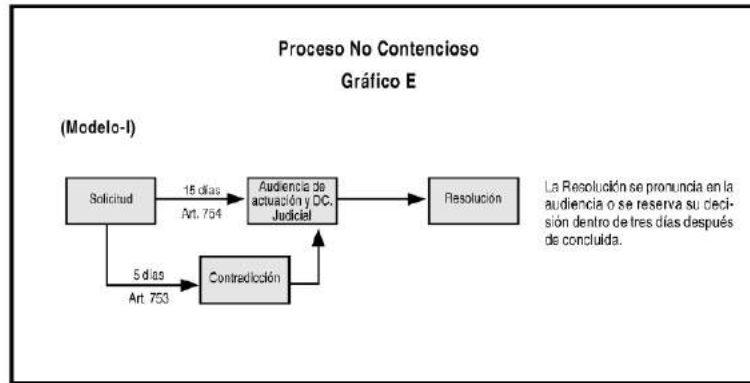 Proceso No Contencioso
Gráfico E
(Modelo-I)
Solicitud
15 días
Art. 754
Audiencia de
actuación y DC.
Judicial
Resolución
La Resolución se pronuncia en la
audiencia o se reserva su deci-
sión dentro de tres días después
de concluida.
5 días
Art. 753
Contradicción